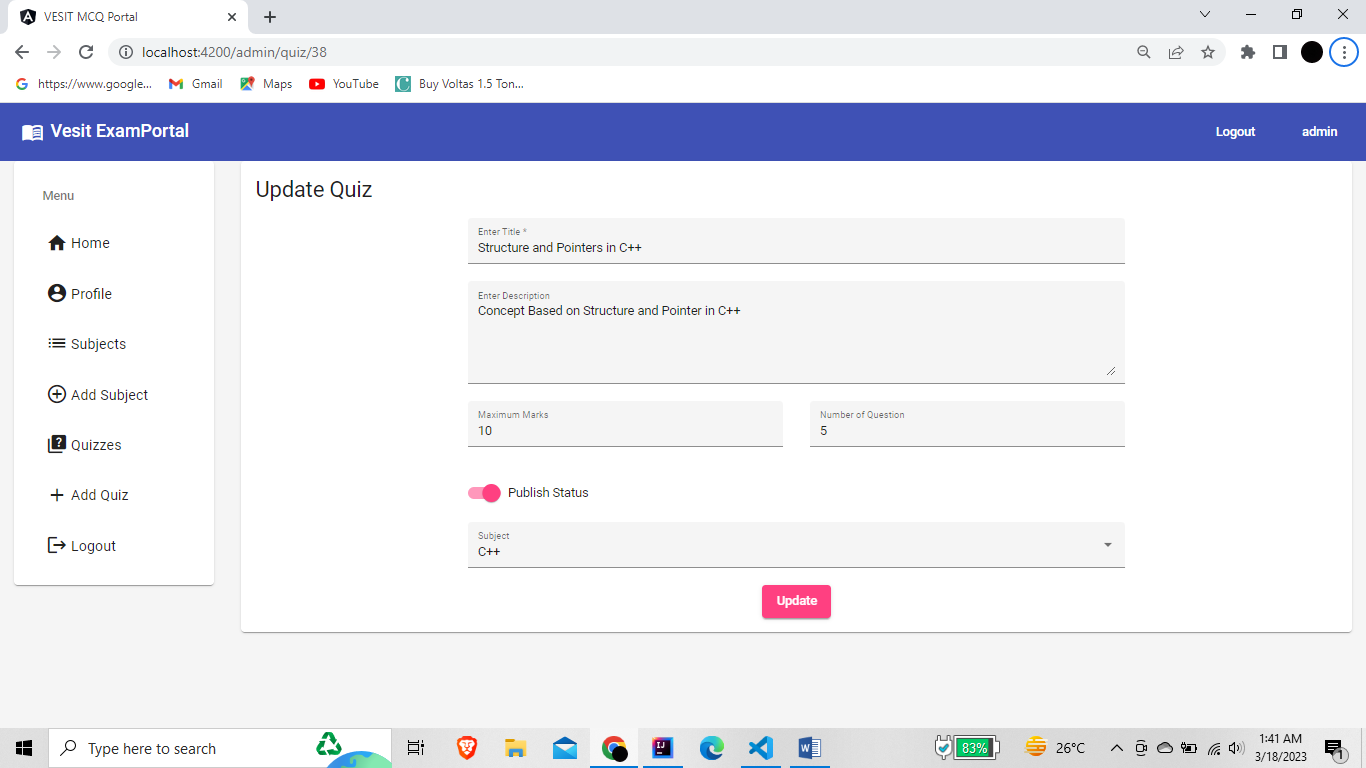 VESIT MCQ Portal
localhost:4200/admin/quiz/38
https://www.google... Gmail Maps YouTube Buy Voltas 1.5 Ton...
Vesit ExamPortal Logout admin
Menu
Home
Profile
Subjects
Add Subject
Quizzes
Add Quiz
Logout
Update Quiz
Enter Title *
Structure and Pointers in C++
Enter Description
Concept Based on Structure and Pointer in C++
Maximum Marks
10
Number of Question
5
Publish Status
Subject
C++
Update
Type here to search
83%
26°C
1:41 AM
3/18/2023
1